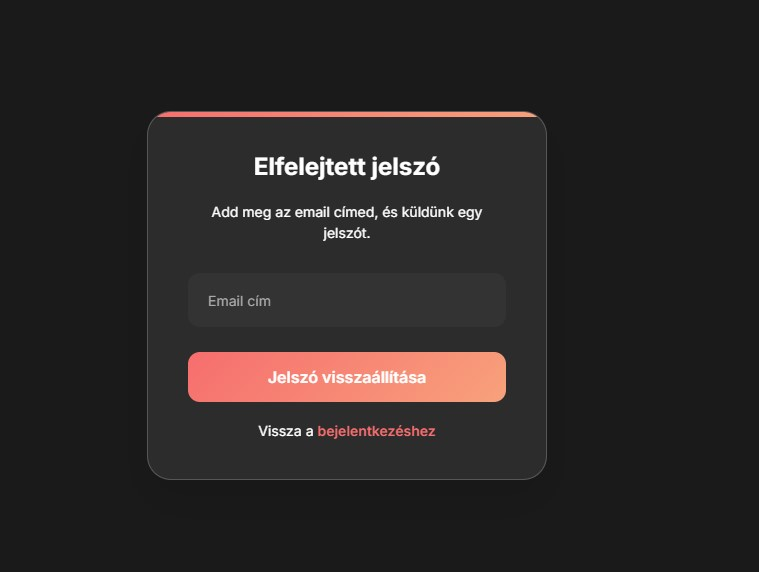 Elfelejtett jelszó
Add meg az email címed, és küldünk egy
jelszót.
Email cím
Jelszó visszaállítása
Vissza a bejelentkezéshez